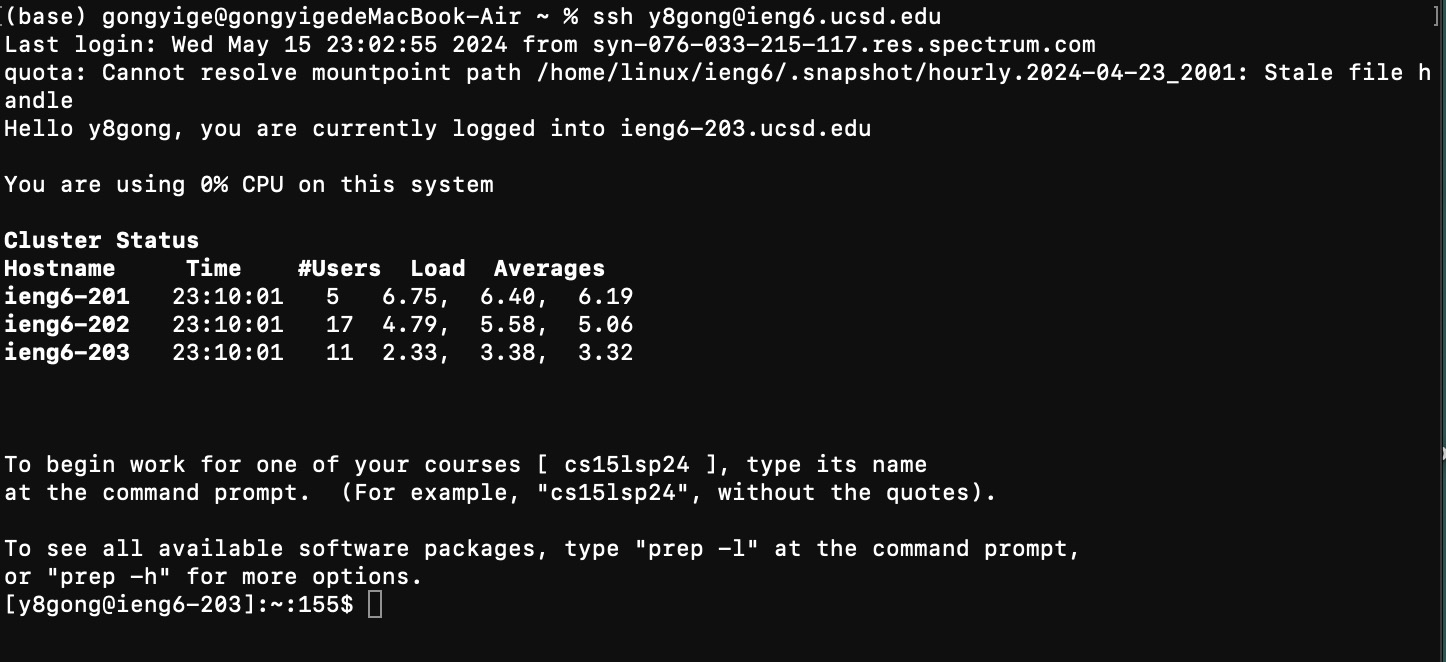 (base) gongyige@gongyigedeMacBook-Air ~ % ssh y8gong@ieng6.ucsd.edu
Last login: Wed May 15 23:02:55 2024 from syn-076-033-215-117.res.spectrum.com
quota: Cannot resolve mountpoint path /home/linux/ieng6/.snapshot/hourly.2024-04-23_2001: Stale file h
andle
Hello y8gong, you are currently logged into ieng6-203.ucsd.edu
You are using 0% CPU on this system
Cluster Status
Hostname     Time    #Users  Load  Averages
ieng6-201   23:10:01   5   6.75,  6.40,  6.19
ieng6-202   23:10:01   17  4.79,  5.58,  5.06
ieng6-203   23:10:01   11  2.33,  3.38,  3.32
To begin work for one of your courses [ cs15lsp24 ], type its name
at the command prompt.  (For example, "cs15lsp24", without the quotes).
To see all available software packages, type "prep -l" at the command prompt,
or "prep -h" for more options.
[y8gong@ieng6-203]:~:155$